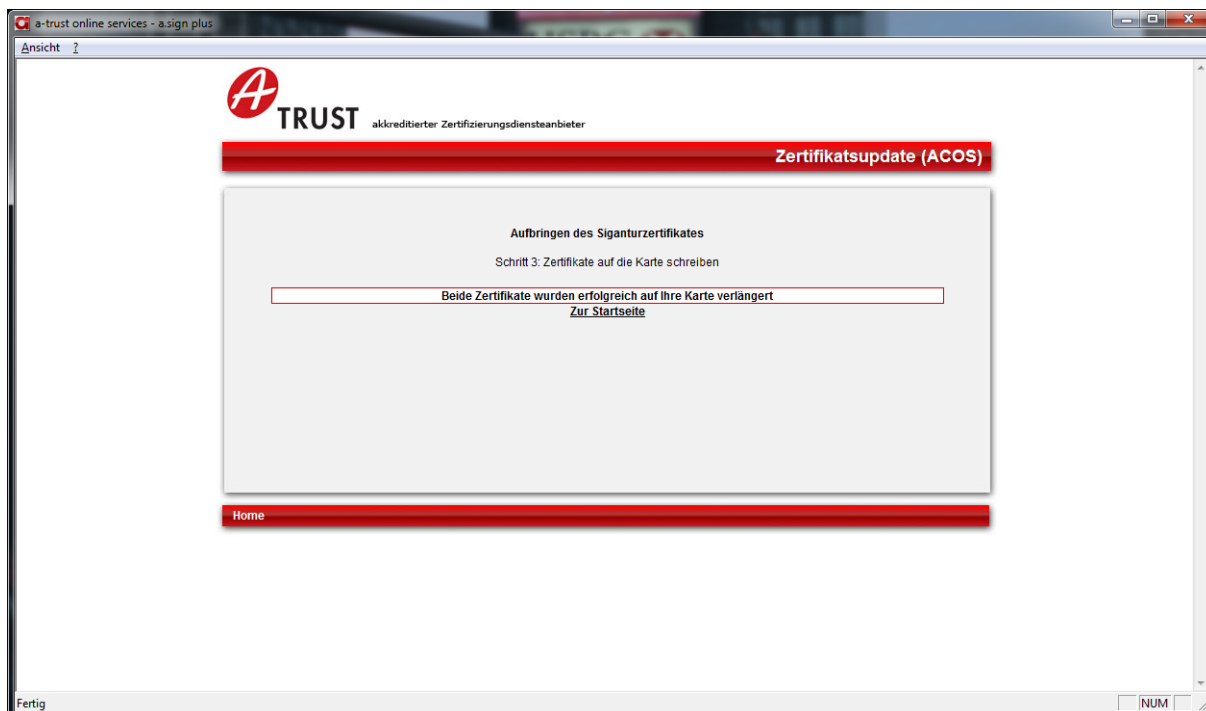 a-trust online services - a.sign plus
Ansicht ?
A
TRUST akkreditierter Zertifizierungsdiensteanbieter
Zertifikatsupdate (ACOS)
Aufbringen des Siganturzertifikates
Schritt 3: Zertifikate auf die Karte schreiben
Beide Zertifikate wurden erfolgreich auf Ihre Karte verlängert
Zur Startseite
Home
Fertig NUM